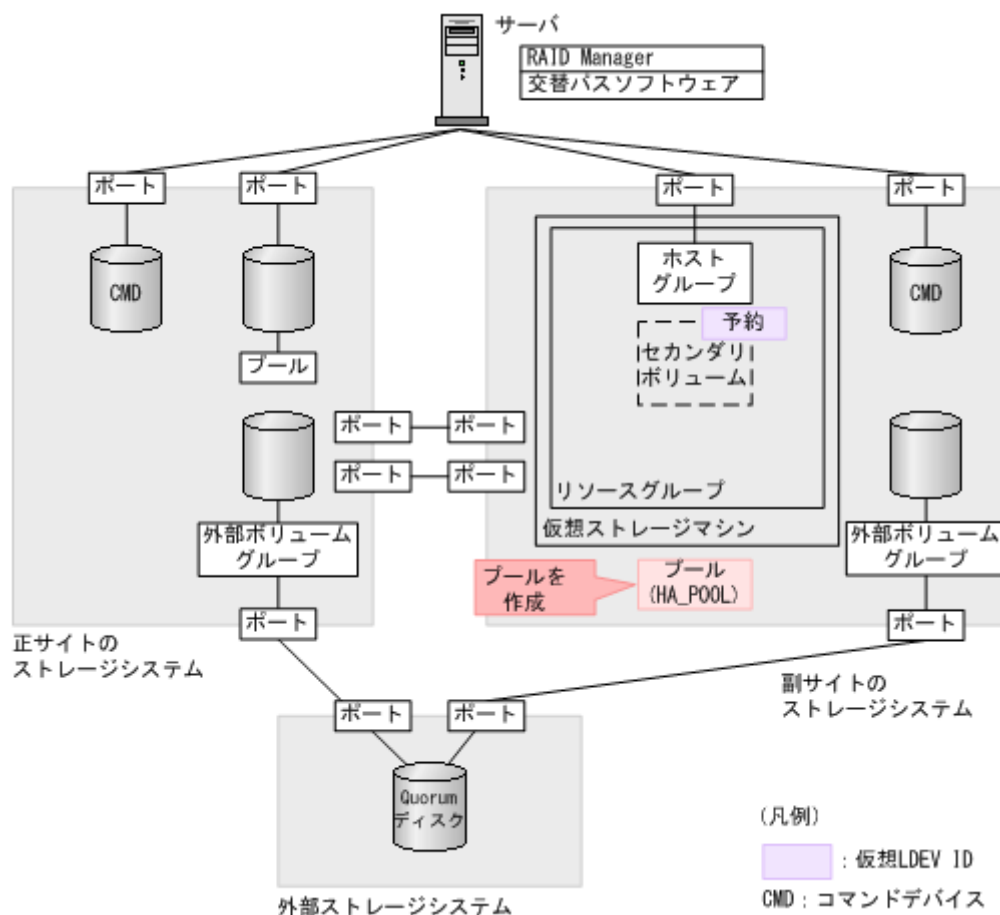 サーバ
RAID Manager
交替パスソフトウェア
ポート
ポート
ポート
ポート
CMD
プール
ホスト
グループ
予約
セカンダリ
ボリューム
CMD
ポート
ポート
ポート
ポート
リソースグループ
仮想ストレージマシン
外部ボリューム
グループ
外部ボリューム
グループ
プールを
作成
プール
(HA_POOL)
ポート
ポート
正サイトの
ストレージシステム
副サイトの
ストレージシステム
ポート
ポート
Quorum
ディスク
外部ストレージシステム
(凡例)
：仮想LDEV ID
CMD：コマンドデバイス